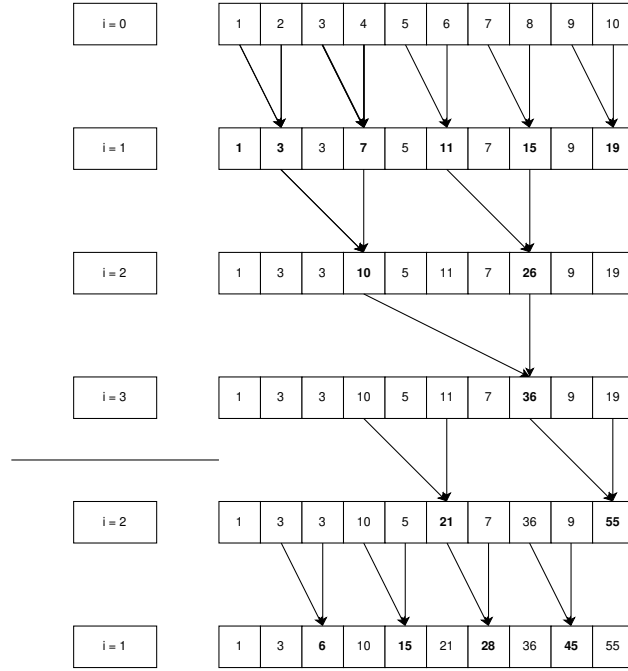 i = 0 1 2 3 4 5 6 7 8 9 10
i = 1 1 3 3 7 5 11 7 15 9 19
i = 2 1 3 3 10 5 11 7 26 9 19
i = 3 1 3 3 10 5 11 7 36 9 19
i = 2 1 3 3 10 5 21 7 36 9 55
i = 1 1 3 6 10 15 21 28 36 45 55